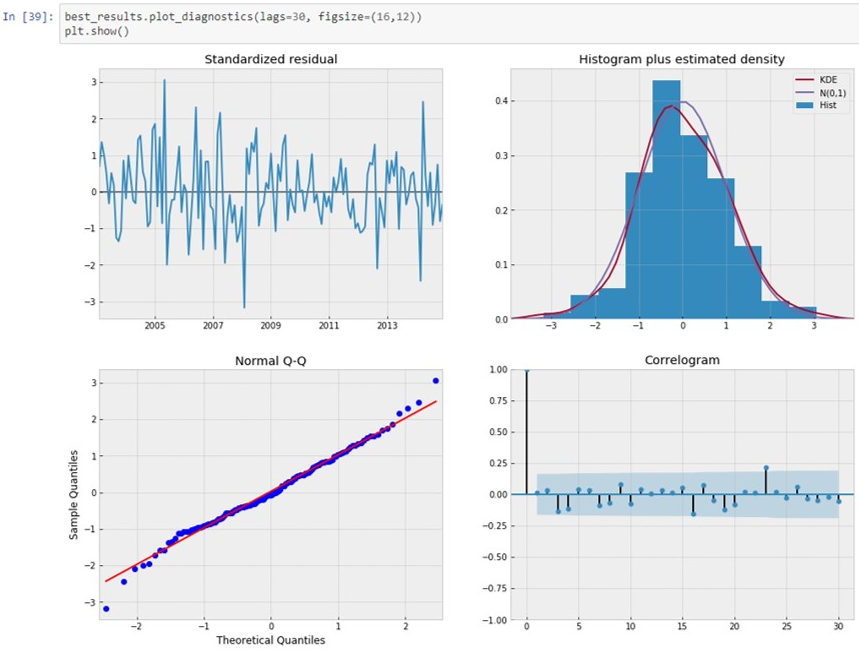 In [39]: best_results.plot_diagnostics(lags=30, figsize=(16,12))
plt.show()
Standardized residual
3
2
1
0
−1
−2
−3
2005 2007 2009 2011 2013
Histogram plus estimated density
KDE
N(0,1)
Hist
0.4
0.3
0.2
0.1
0.0
−3 −2 −1 0 1 2 3
Normal Q-Q
Sample Quantiles
3
2
1
0
−1
−2
−3
−2 −1 0 1 2
Theoretical Quantiles
Correlogram
1.00
0.75
0.50
0.25
0.00
−0.25
−0.50
−0.75
−1.00
0 5 10 15 20 25 30